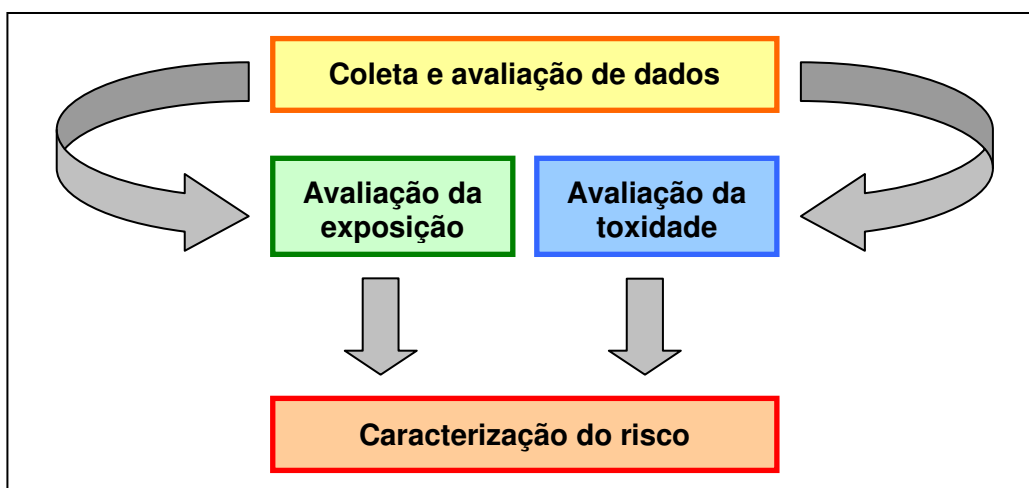 Coleta e avaliação de dados
Avaliação da
exposição
Avaliação da
toxidade
Caracterização do risco